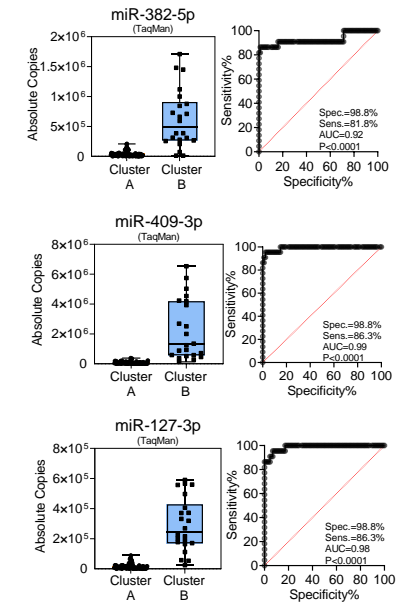 miR-382-5p
(TaqMan)
Absolute Copies
2×10⁶
1.5×10⁶
1×10⁶
5×10⁵
0
Cluster A
Cluster B
Sensitivity%
100
80
60
40
20
0
Spec.=98.8%
Sens.=81.8%
AUC=0.92
P<0.0001
0 20 40 60 80 100
Specificity%
miR-409-3p
(TaqMan)
Absolute Copies
8×10⁶
6×10⁶
4×10⁶
2×10⁶
0
Cluster A
Cluster B
Sensitivity%
100
80
60
40
20
0
Spec.=98.8%
Sens.=86.3%
AUC=0.99
P<0.0001
0 20 40 60 80 100
Specificity%
miR-127-3p
(TaqMan)
Absolute Copies
8×10⁵
6×10⁵
4×10⁵
2×10⁵
0
Cluster A
Cluster B
Sensitivity%
100
80
60
40
20
0
Spec.=98.8%
Sens.=86.3%
AUC=0.98
P<0.0001
0 20 40 60 80 100
Specificity%